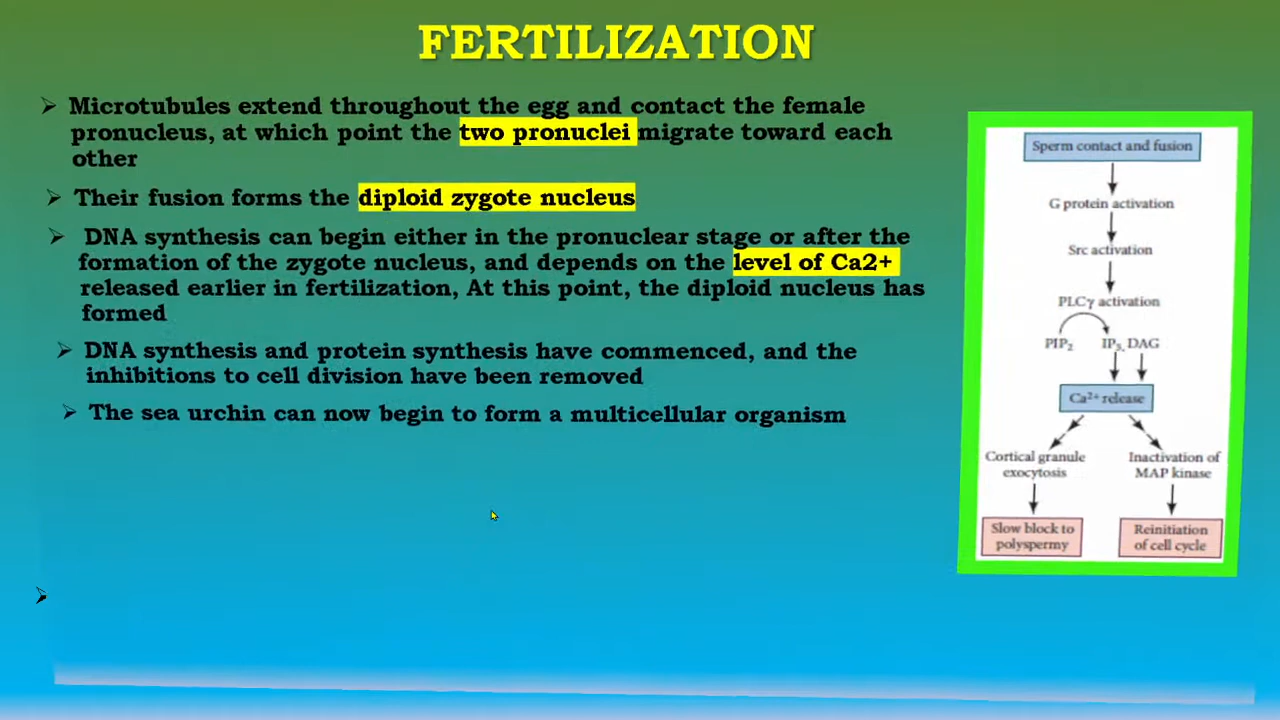 FERTILIZATION
➢ Microtubules extend throughout the egg and contact the female
pronucleus, at which point the two pronuclei migrate toward each
other
➢ Their fusion forms the diploid zygote nucleus
➢ DNA synthesis can begin either in the pronuclear stage or after the
formation of the zygote nucleus, and depends on the level of Ca2+
released earlier in fertilization, At this point, the diploid nucleus has
formed
➢ DNA synthesis and protein synthesis have commenced, and the
inhibitions to cell division have been removed
➢ The sea urchin can now begin to form a multicellular organism
➢
Sperm contact and fusion
G protein activation
Src activation
PLCγ activation
PIP₂ IP₃, DAG
Ca²⁺ release
Cortical granule
exocytosis
Inactivation of
MAP kinase
Slow block to
polyspermy
Reinitiation
of cell cycle